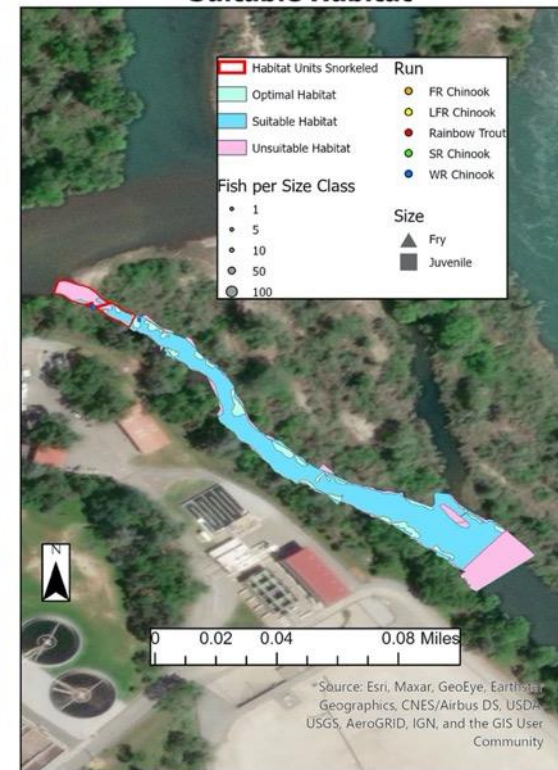 Habitat Units Snorkeled
Optimal Habitat
Suitable Habitat
Unsuitable Habitat
Fish per Size Class
1
5
10
50
100
Run
FR Chinook
LFR Chinook
Rainbow Trout
SR Chinook
WR Chinook
Size
Fry
Juvenile
N
0 0.02 0.04 0.08 Miles
Source: Esri, Maxar, GeoEye, Earthstar
Geographics, CNES/Airbus DS, USDA,
USGS, AeroGRID, IGN, and the GIS User
Community